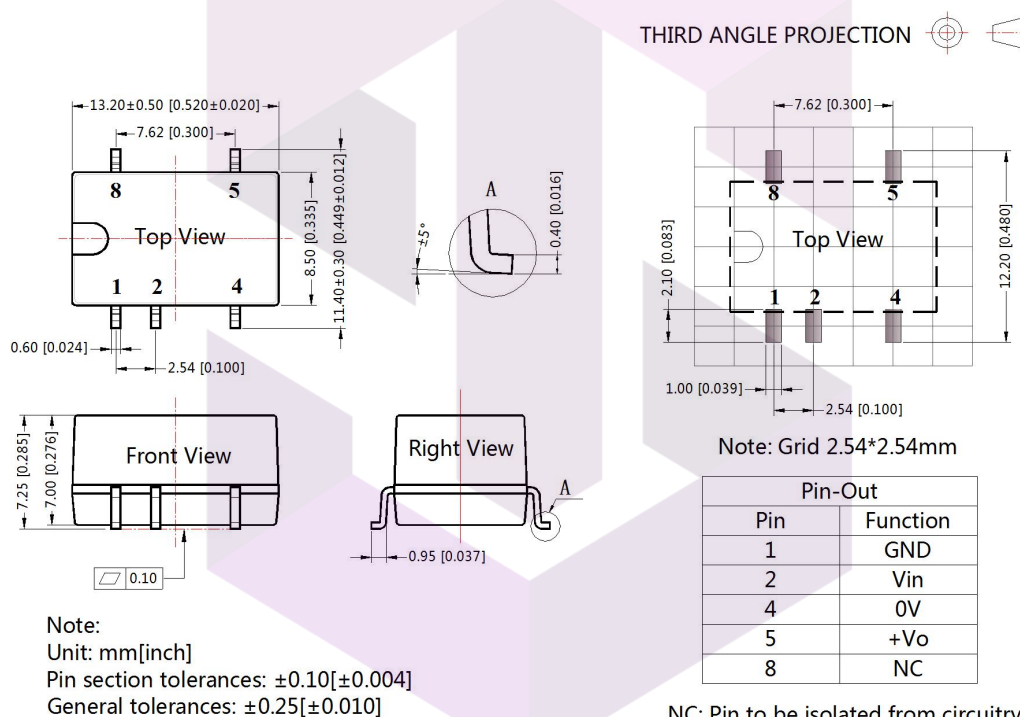 THIRD ANGLE PROJECTION
13.20±0.50 [0.520±0.020]
7.62 [0.300]
8
5
Top View
1
2
4
8.50 [0.335]
11.40±0.30 [0.449±0.012]
0.60 [0.024]
2.54 [0.100]
A
±5°
0.40 [0.016]
7.62 [0.300]
8
5
Top View
1
2
4
2.10 [0.083]
12.20 [0.480]
1.00 [0.039]
2.54 [0.100]
Note: Grid 2.54*2.54mm
Front View
7.25 [0.285]
7.00 [0.276]
0.10
Right View
A
0.95 [0.037]
Pin-Out
Pin Function
1 GND
2 Vin
4 0V
5 +Vo
8 NC
Note:
Unit: mm[inch]
Pin section tolerances: ±0.10[±0.004]
General tolerances: ±0.25[±0.010]
NC: Pin to be isolated from circuitry